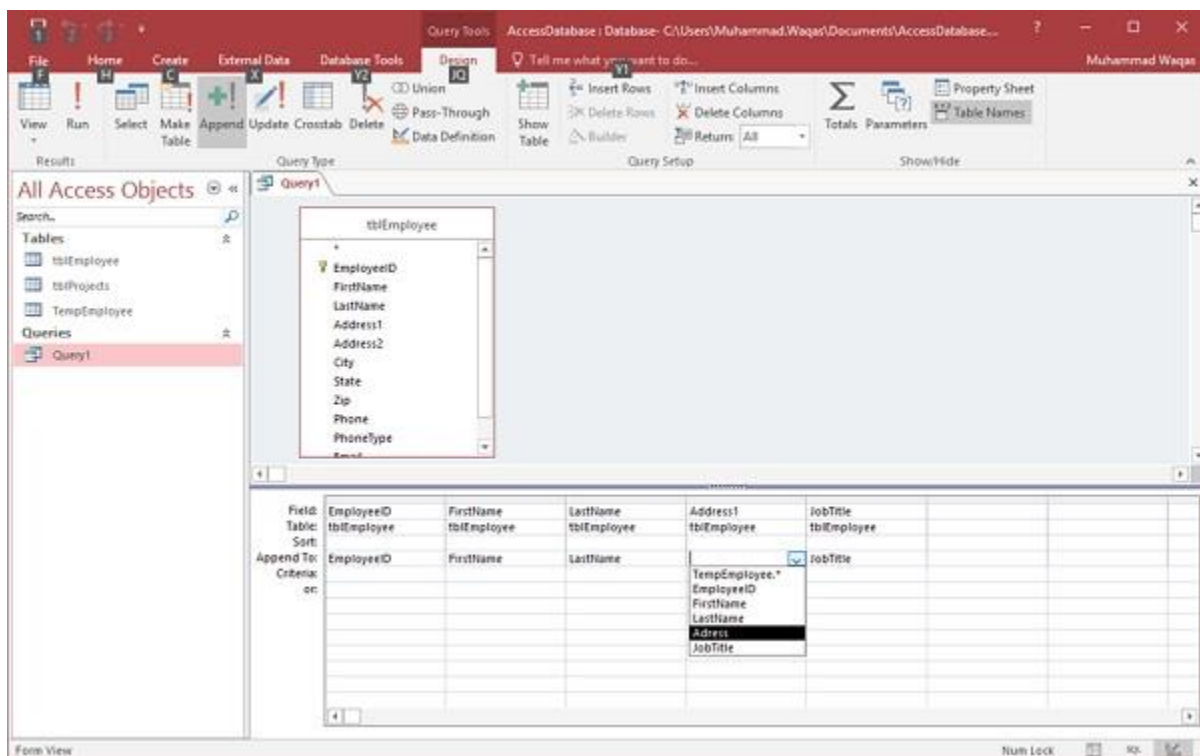 Query Tools AccessDatabase : Database- C:\Users\Muhammad.Waqas\Documents\AccessDatabase... ?
File Home Create External Data Database Tools Design Tell me what you want to do... Muhammad Waqas
F H C X Y2 JQ Y1
View Run Select Make Table Append Update Crosstab Delete
Union
Pass-Through
Data Definition
Show Table
Insert Rows
Delete Rows
Builder
Insert Columns
Delete Columns
Return: All
Totals Parameters
Property Sheet
Table Names
Results Query Type Query Setup Show/Hide
All Access Objects
Search..
Tables
tblEmployee
tblProjects
TempEmployee
Queries
Query1
Query1
tblEmployee
*
EmployeeID
FirstName
LastName
Address1
Address2
City
State
Zip
Phone
PhoneType
Email
Field: EmployeeID FirstName LastName Address1 JobTitle
Table: tblEmployee tblEmployee tblEmployee tblEmployee tblEmployee
Sort:
Append To: EmployeeID FirstName LastName JobTitle
Criteria:
or:
TempEmployee.*
EmployeeID
FirstName
LastName
Adress
JobTitle
Form View Num Lock SQL